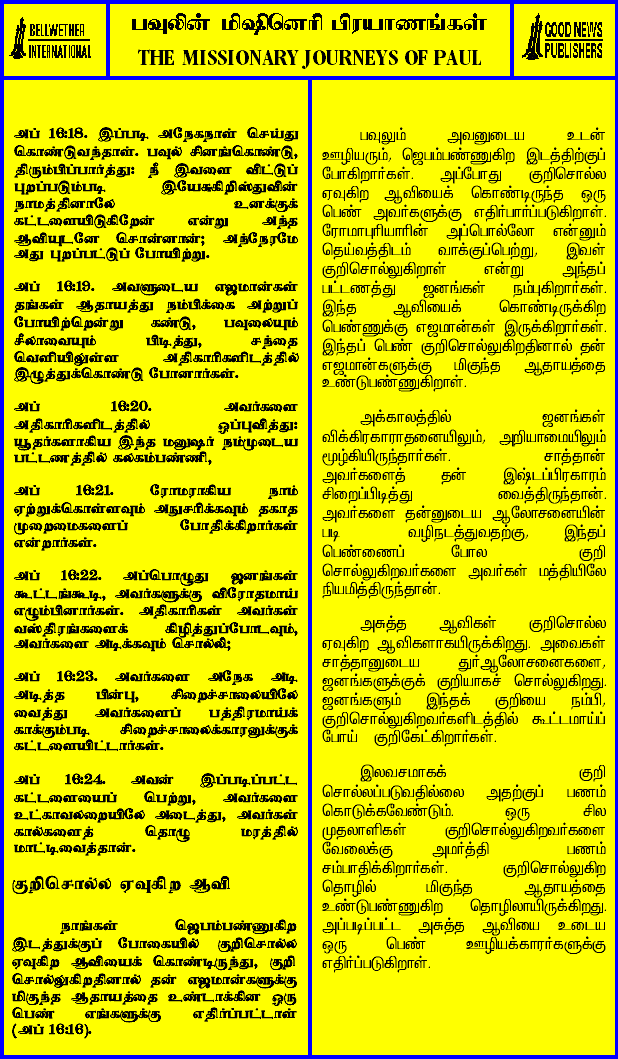 BELLWETHER
INTERNATIONAL
பவுலின் மிஷினெரி பிரயாணங்கள்
THE MISSIONARY JOURNEYS OF PAUL
GOOD NEWS
PUBLISHERS
அப் 16:18. இப்படி அநேகநாள் செய்து
கொண்டுவந்தாள். பவுல் சினங்கொண்டு,
திரும்பிப்பார்த்து: நீ இவளை விட்டுப்
புறப்படும்படி இயேசுகிறிஸ்துவின்
நாமத்தினாலே உனக்குக்
கட்டளையிடுகிறேன் என்று அந்த
ஆவியுடனே சொன்னான்; அந்நேரமே
அது புறப்பட்டுப் போயிற்று.
அப் 16:19. அவளுடைய எஜமான்கள்
தங்கள் ஆதாயத்து நம்பிக்கை அற்றுப்
போயிற்றென்று கண்டு, பவுலையும்
சீலாவையும் பிடித்து, சந்தை
வெளியிலுள்ள அதிகாரிகளிடத்தில்
இழுத்துக்கொண்டு போனார்கள்.
அப் 16:20. அவர்களை
அதிகாரிகளிடத்தில் ஒப்புவித்து:
யூதர்களாகிய இந்த மனுஷர் நம்முடைய
பட்டணத்தில் கலகம்பண்ணி,
அப் 16:21. ரோமராகிய நாம்
ஏற்றுக்கொள்ளவும் அநுசரிக்கவும் தகாத
முறைமைகளைப் போதிக்கிறார்கள்
என்றார்கள்.
அப் 16:22. அப்பொழுது ஜனங்கள்
கூட்டங்கூடி, அவர்களுக்கு விரோதமாய்
எழும்பினார்கள். அதிகாரிகள் அவர்கள்
வஸ்திரங்களைக் கிழித்துப்போடவும்,
அவர்களை அடிக்கவும் சொல்லி;
அப் 16:23. அவர்களை அநேக அடி
அடித்த பின்பு, சிறைச்சாலையிலே
வைத்து அவர்களைப் பத்திரமாய்க்
காக்கும்படி சிறைச்சாலைக்காரனுக்குக்
கட்டளையிட்டார்கள்.
அப் 16:24. அவன் இப்படிப்பட்ட
கட்டளையைப் பெற்று, அவர்களை
உட்காவலறையிலே அடைத்து, அவர்கள்
கால்களைத் தொழு மரத்தில்
மாட்டிவைத்தான்.
குறிசொல்ல ஏவுகிற ஆவி
நாங்கள் ஜெபம்பண்ணுகிற
இடத்துக்குப் போகையில் குறிசொல்ல
ஏவுகிற ஆவியைக் கொண்டிருந்து, குறி
சொல்லுகிறதினால் தன் எஜமான்களுக்கு
மிகுந்த ஆதாயத்தை உண்டாக்கின ஒரு
பெண் எங்களுக்கு எதிர்ப்பட்டாள்
(அப் 16:16).
பவுலும் அவனுடைய உடன்
ஊழியரும், ஜெபம்பண்ணுகிற இடத்திற்குப்
போகிறார்கள். அப்போது குறிசொல்ல
ஏவுகிற ஆவியைக் கொண்டிருந்த ஒரு
பெண் அவர்களுக்கு எதிர்பார்ப்படுகிறாள்.
ரோமாபுரியாரின் அப்பொல்லோ என்னும்
தெய்வத்திடம் வாக்குப்பெற்று, இவள்
குறிசொல்லுகிறாள் என்று அந்தப்
பட்டணத்து ஜனங்கள் நம்புகிறார்கள்.
இந்த ஆவியைக் கொண்டிருக்கிற
பெண்ணுக்கு எஜமான்கள் இருக்கிறார்கள்.
இந்தப் பெண் குறிசொல்லுகிறதினால் தன்
எஜமான்களுக்கு மிகுந்த ஆதாயத்தை
உண்டுபண்ணுகிறாள்.
அக்காலத்தில் ஜனங்கள்
விக்கிரகாராதனையிலும், அறியாமையிலும்
மூழ்கியிருந்தார்கள். சாத்தான்
அவர்களைத் தன் இஷ்டப்பிரகாரம்
சிறைப்பிடித்து வைத்திருந்தான்.
அவர்களை தன்னுடைய ஆலோசனையின்
படி வழிநடத்துவதற்கு, இந்தப்
பெண்ணைப் போல குறி
சொல்லுகிறவர்களை அவர்கள் மத்தியிலே
நியமித்திருந்தான்.
அசுத்த ஆவிகள் குறிசொல்ல
ஏவுகிற ஆவிகளாகயிருக்கிறது. அவைகள்
சாத்தானுடைய துர்ஆலோசனைகளை,
ஜனங்களுக்குக் குறியாகச் சொல்லுகிறது.
ஜனங்களும் இந்தக் குறியை நம்பி,
குறிசொல்லுகிறவர்களிடத்தில் கூட்டமாய்ப்
போய் குறிகேட்கிறார்கள்.
இலவசமாகக் குறி
சொல்லப்படுவதில்லை அதற்குப் பணம்
கொடுக்கவேண்டும். ஒரு சில
முதலாளிகள் குறிசொல்லுகிறவர்களை
வேலைக்கு அமர்த்தி பணம்
சம்பாதிக்கிறார்கள். குறிசொல்லுகிற
தொழில் மிகுந்த ஆதாயத்தை
உண்டுபண்ணுகிற தொழிலாயிருக்கிறது.
அப்படிப்பட்ட அசுத்த ஆவியை உடைய
ஒரு பெண் ஊழியக்காரர்களுக்கு
எதிர்ப்படுகிறாள்.